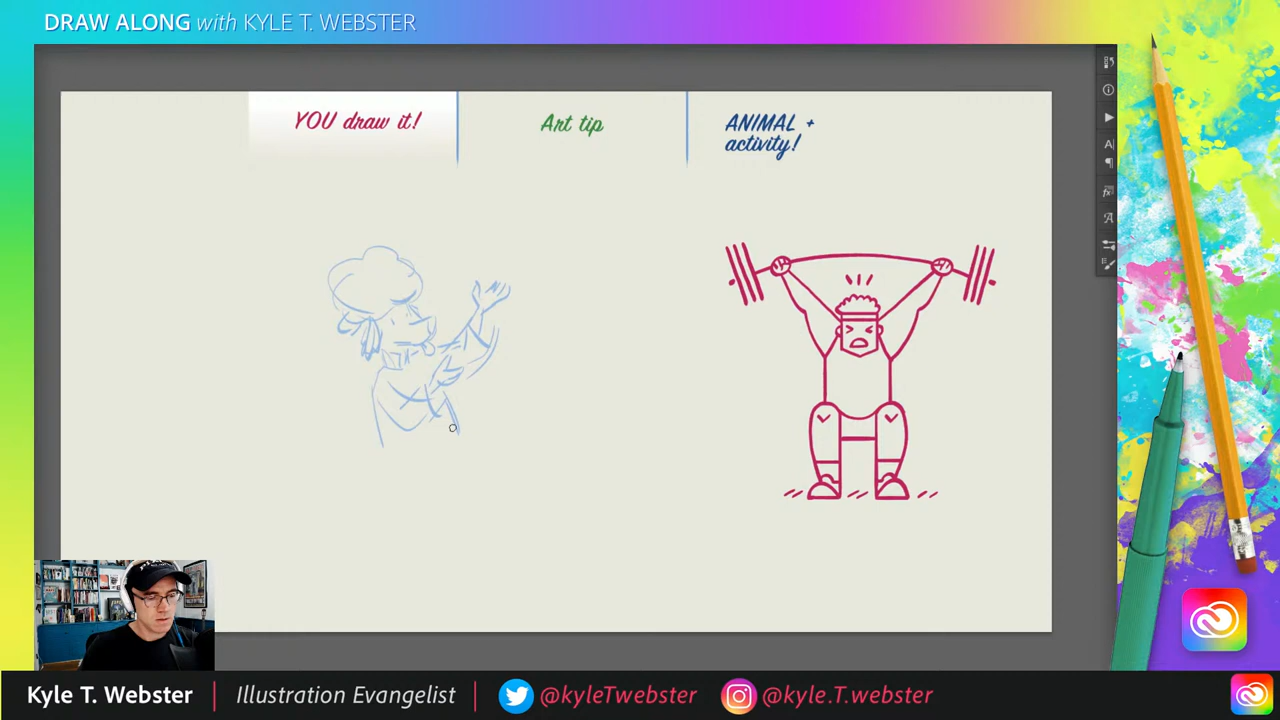 DRAW ALONG with KYLE T. WEBSTER
YOU draw it!
Art tip
ANIMAL +
activity!
Kyle T. Webster
Illustration Evangelist
@kyleTwebster
@kyle.T.webster